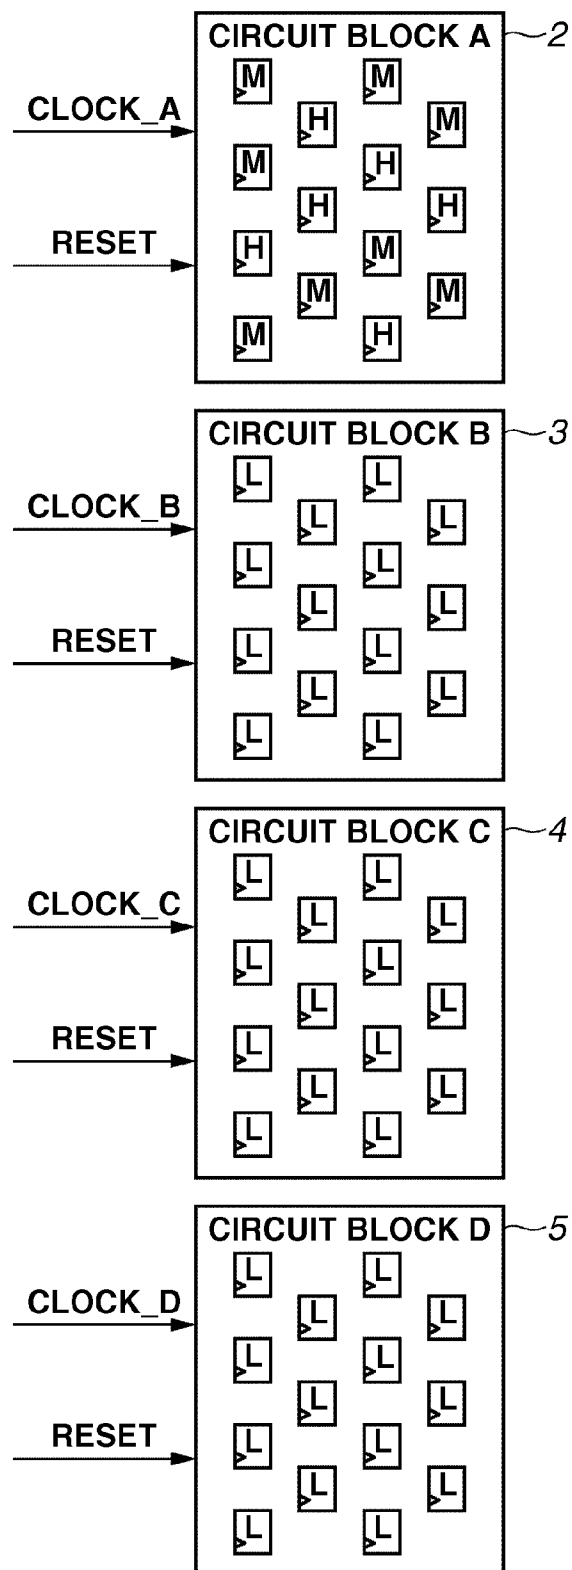 CIRCUIT BLOCK A 2
M M
CLOCK_A H M
M H
H H
RESET H M
M M
M H
CIRCUIT BLOCK B 3
L L
CLOCK_B L L
L L
L L
RESET L L
L L
L L
CIRCUIT BLOCK C 4
L L
CLOCK_C L L
L L
L L
RESET L L
L L
L L
CIRCUIT BLOCK D 5
L L
CLOCK_D L L
L L
L L
RESET L L
L L
L L